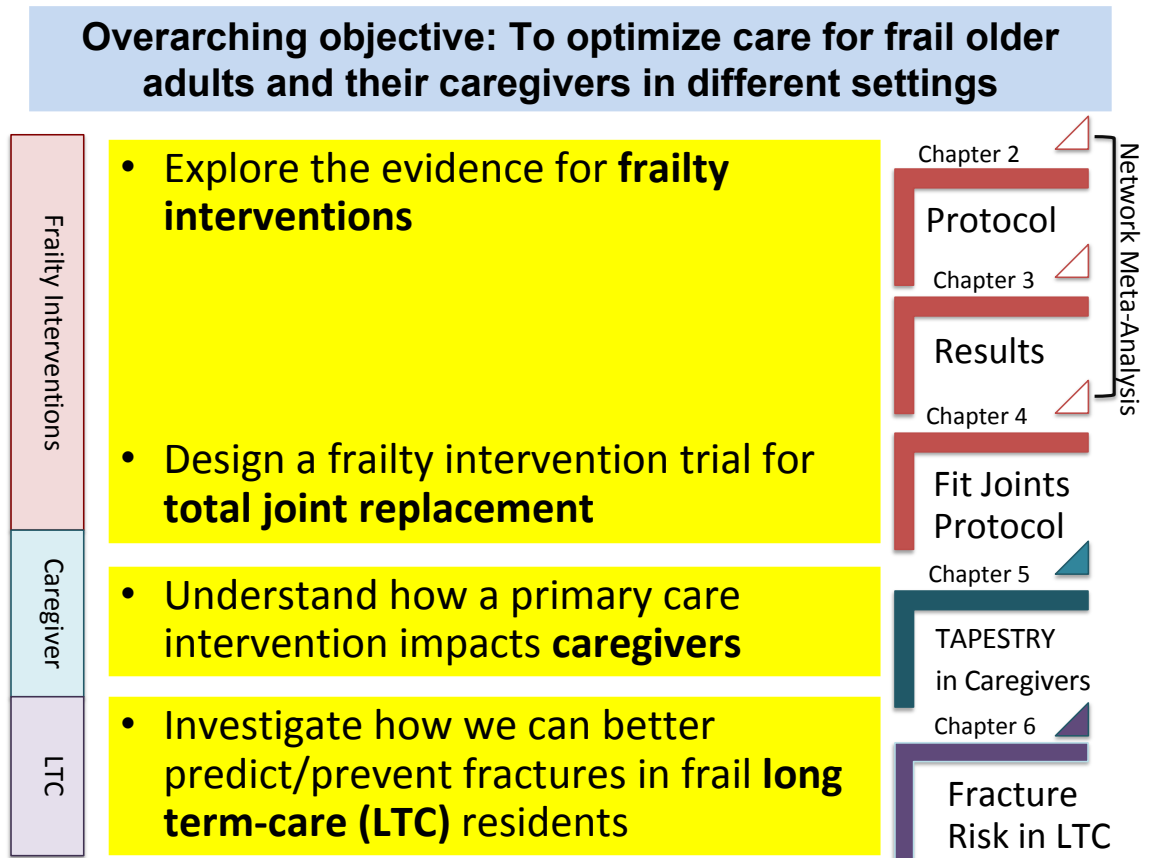 Overarching objective: To optimize care for frail older
adults and their caregivers in different settings
Frailty Interventions
• Explore the evidence for frailty
interventions
• Design a frailty intervention trial for
total joint replacement
Chapter 2
Protocol
Chapter 3
Results
Network Meta-Analysis
Chapter 4
Fit Joints
Protocol
Caregiver
• Understand how a primary care
intervention impacts caregivers
Chapter 5
TAPESTRY
in Caregivers
LTC
• Investigate how we can better
predict/prevent fractures in frail long
term-care (LTC) residents
Chapter 6
Fracture
Risk in LTC